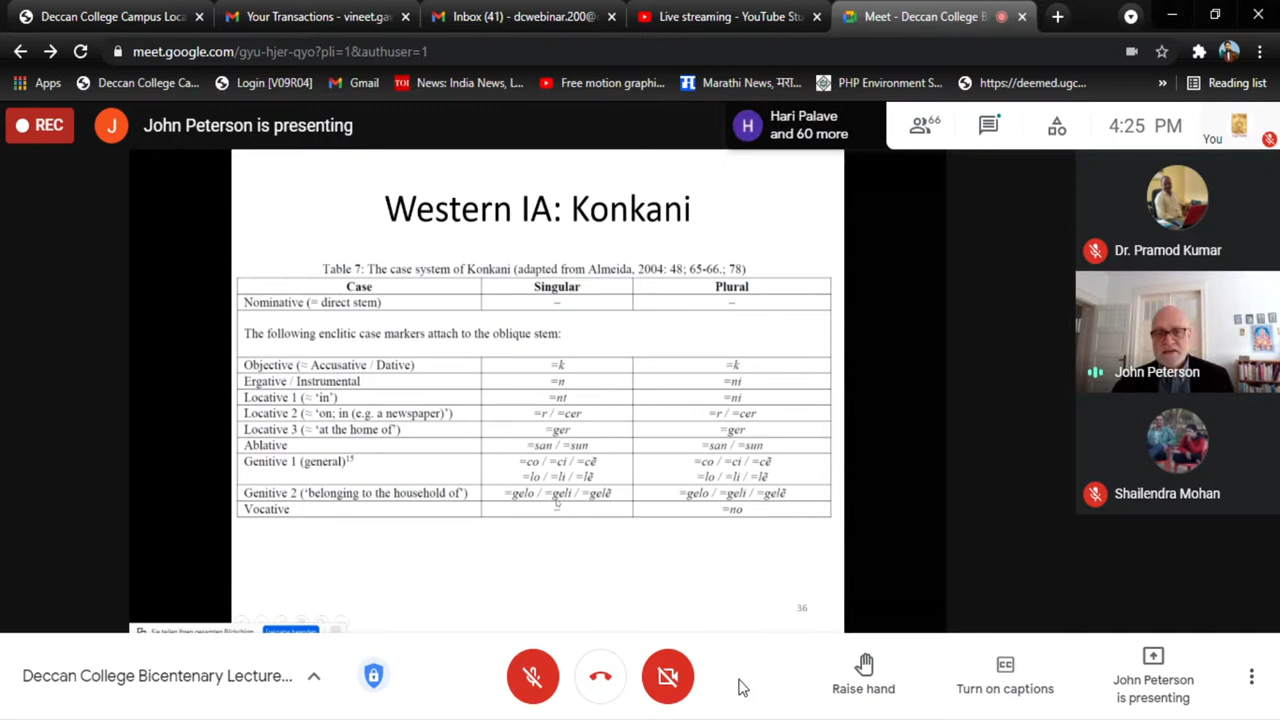 Deccan College Campus Loca
Your Transactions - vineet.ga
Inbox (41) - dcwebinar.200@
Live streaming - YouTube Stu
Meet - Deccan College B
meet.google.com/gyu-hjer-qyo?pli=1&authuser=1
Apps
Deccan College Ca...
Login [V09R04]
Gmail
TOI
News: India News, L...
Free motion graphi...
Marathi News, मरा...
PHP Environment S...
https://deemed.ugc...
»
Reading list
REC
J
John Peterson is presenting
H
Hari Palave
and 60 more
66
4:25 PM
You
Western IA: Konkani
Table 7: The case system of Konkani (adapted from Almeida, 2004: 48; 65-66.; 78)
Case Singular Plural
Nominative (= direct stem) – –
The following enclitic case markers attach to the oblique stem:
Objective (≈ Accusative / Dative) =k =k
Ergative / Instrumental =n =ni
Locative 1 (≈ ‘in’) =nt =ni
Locative 2 (≈ ‘on; in (e.g. a newspaper)’) =r / =cer =r / =cer
Locative 3 (≈ ‘at the home of’) =ger =ger
Ablative =san / =sun =san / =sun
Genitive 1 (general)15 =co / =ci / =cẽ =co / =ci / =cẽ
=lo / =li / =lẽ =lo / =li / =lẽ
Genitive 2 (‘belonging to the household of’) =gelo / =geli / =gelẽ =gelo / =geli / =gelẽ
Vocative – =no
36
Dr. Pramod Kumar
John Peterson
Shailendra Mohan
Deccan College Bicentenary Lecture...
Raise hand
CC
Turn on captions
John Peterson
is presenting